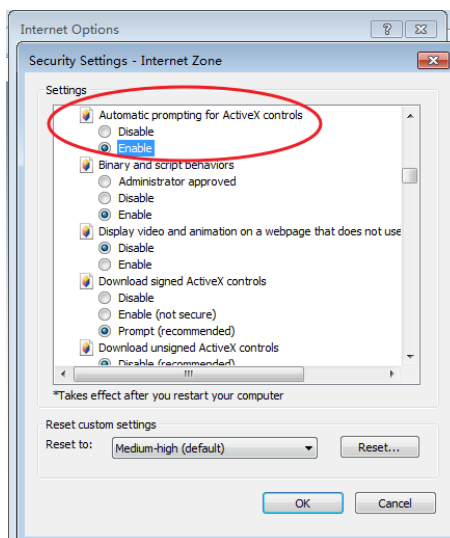 Internet Options
Security Settings - Internet Zone
Settings
Automatic prompting for ActiveX controls
Disable
Enable
Binary and script behaviors
Administrator approved
Disable
Enable
Display video and animation on a webpage that does not use
Disable
Enable
Download signed ActiveX controls
Disable
Enable (not secure)
Prompt (recommended)
Download unsigned ActiveX controls
Disable (recommended)
*Takes effect after you restart your computer
Reset custom settings
Reset to:
Medium-high (default)
Reset...
OK
Cancel